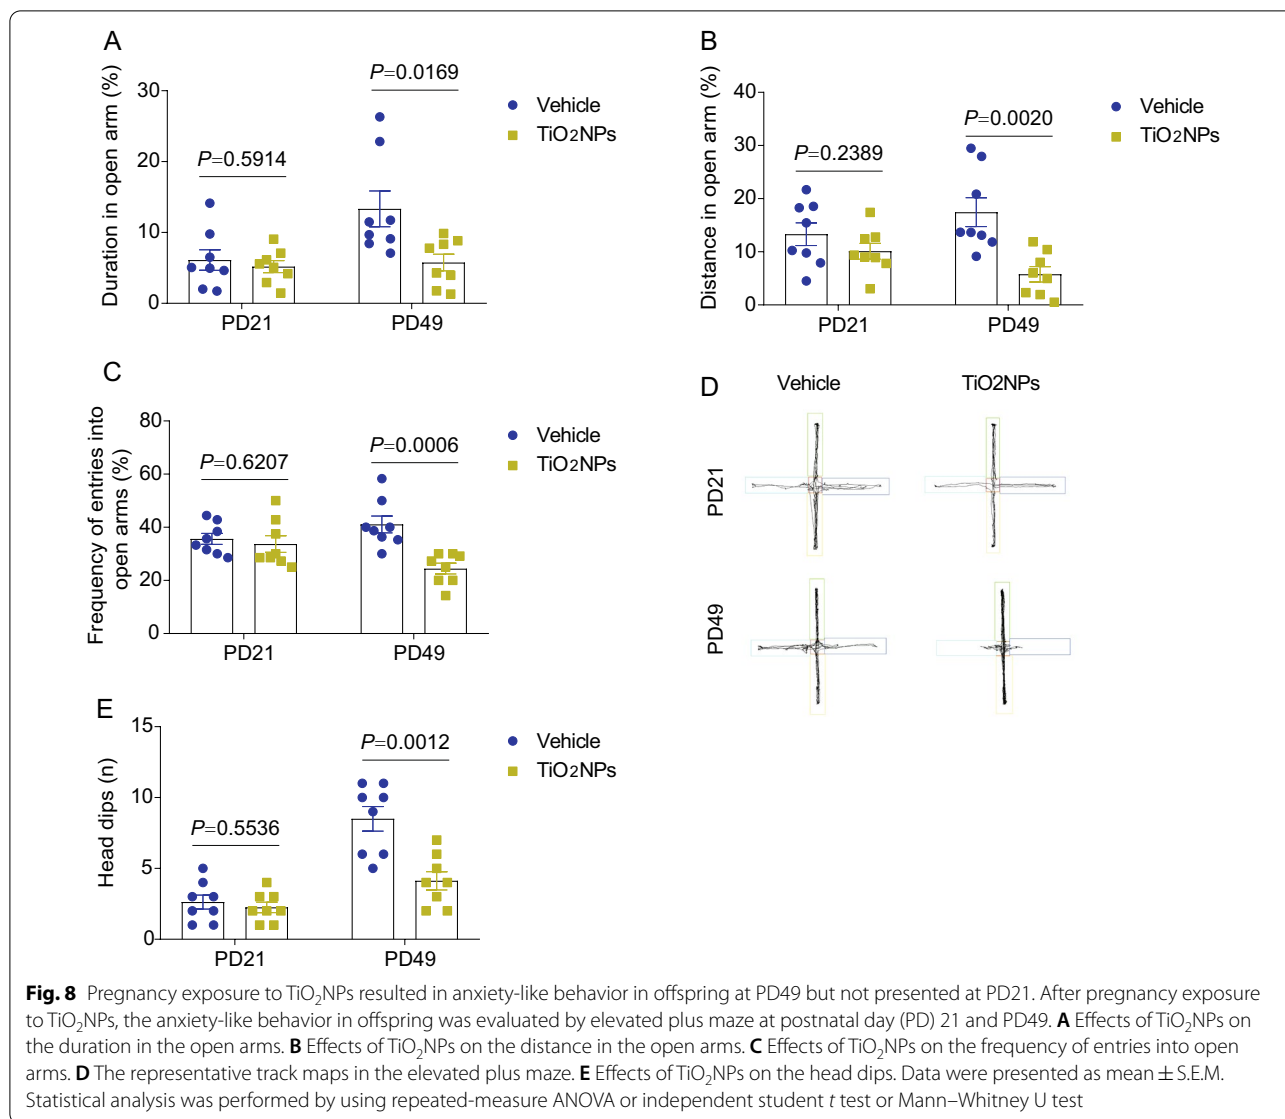 A
Duration in open arm (%)
30
20
10
0
P=0.5914
P=0.0169
PD21 PD49
Vehicle
TiO2NPs
B
Distance in open arm (%)
40
30
20
10
0
P=0.2389
P=0.0020
PD21 PD49
Vehicle
TiO2NPs
C
Frequency of entries into
open arms (%)
80
60
40
20
0
P=0.6207
P=0.0006
PD21 PD49
Vehicle
TiO2NPs
D
Vehicle TiO2NPs
PD21
PD49
E
Head dips (n)
15
10
5
0
P=0.5536
P=0.0012
PD21 PD49
Vehicle
TiO2NPs
Fig. 8 Pregnancy exposure to TiO₂NPs resulted in anxiety-like behavior in offspring at PD49 but not presented at PD21. After pregnancy exposure
to TiO₂NPs, the anxiety-like behavior in offspring was evaluated by elevated plus maze at postnatal day (PD) 21 and PD49. A Effects of TiO₂NPs on
the duration in the open arms. B Effects of TiO₂NPs on the distance in the open arms. C Effects of TiO₂NPs on the frequency of entries into open
arms. D The representative track maps in the elevated plus maze. E Effects of TiO₂NPs on the head dips. Data were presented as mean ± S.E.M.
Statistical analysis was performed by using repeated-measure ANOVA or independent student t test or Mann–Whitney U test